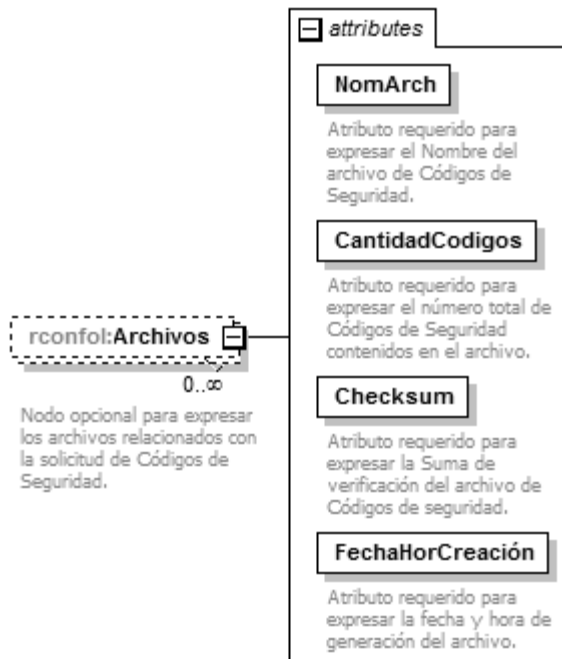 attributes
NomArch
Atributo requerido para
expresar el Nombre del
archivo de Códigos de
Seguridad.
CantidadCodigos
Atributo requerido para
expresar el número total de
Códigos de Seguridad
contenidos en el archivo.
rconfol:Archivos
0..∞
Nodo opcional para expresar
los archivos relacionados con
la solicitud de Códigos de
Seguridad.
Checksum
Atributo requerido para
expresar la Suma de
verificación del archivo de
Códigos de seguridad.
FechaHorCreación
Atributo requerido para
expresar la fecha y hora de
generación del archivo.